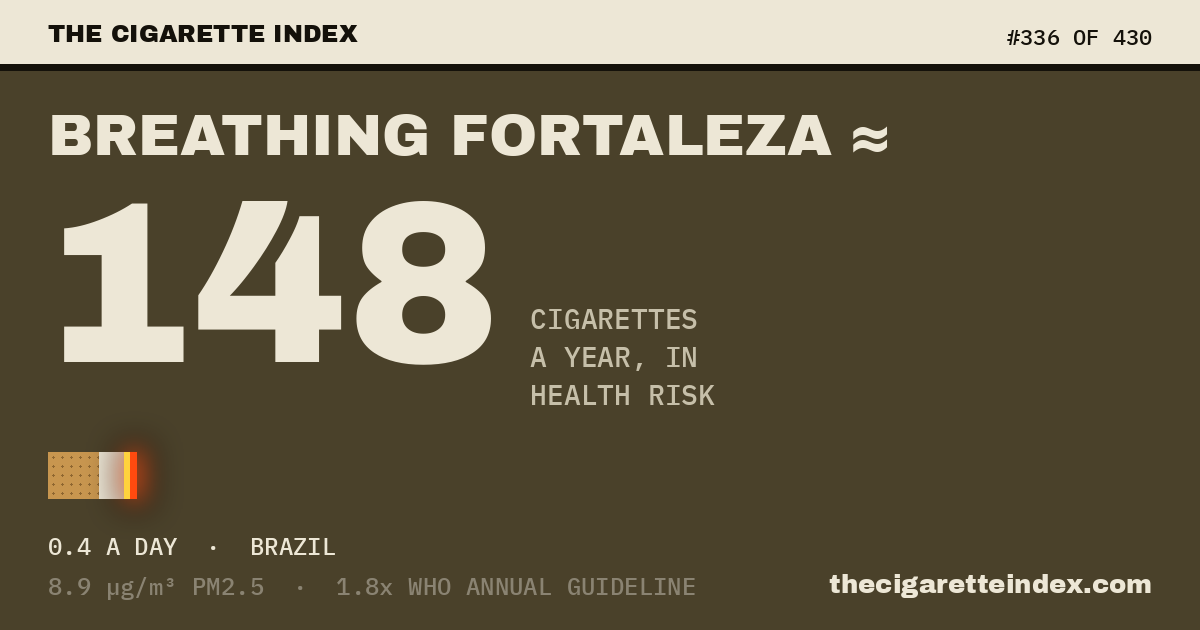 THE CIGARETTE INDEX
#336 OF 430
BREATHING FORTALEZA ≈
148
CIGARETTES
A YEAR, IN
HEALTH RISK
0.4 A DAY · BRAZIL
8.9 µg/m³ PM2.5 · 1.8x WHO ANNUAL GUIDELINE
thecigaretteindex.com